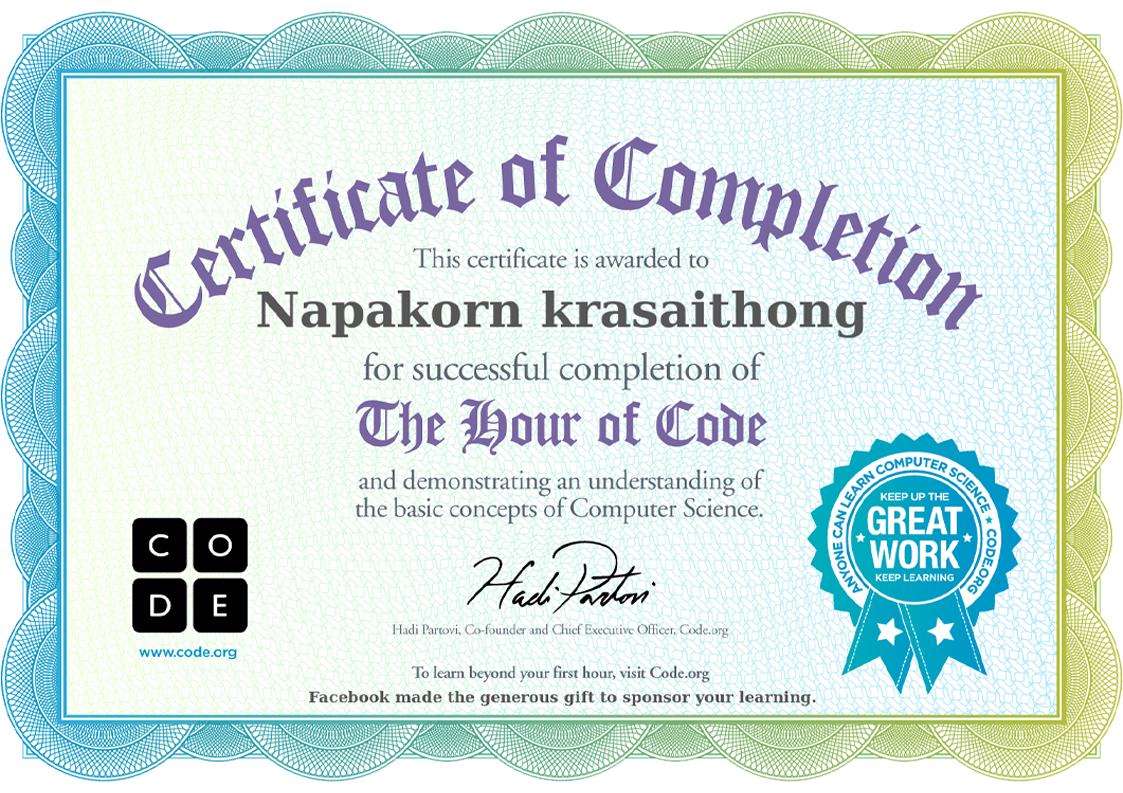 Certificate of Completion
This certificate is awarded to
Napakorn krasaithong
for successful completion of
The Hour of Code
and demonstrating an understanding of
the basic concepts of Computer Science.
C O
D E
www.code.org
Hadi Partovi
Hadi Partovi, Co-founder and Chief Executive Officer, Code.org
ANYONE CAN LEARN COMPUTER SCIENCE ★ CODE.ORG
KEEP UP THE
GREAT
WORK
KEEP LEARNING
To learn beyond your first hour, visit Code.org
Facebook made the generous gift to sponsor your learning.